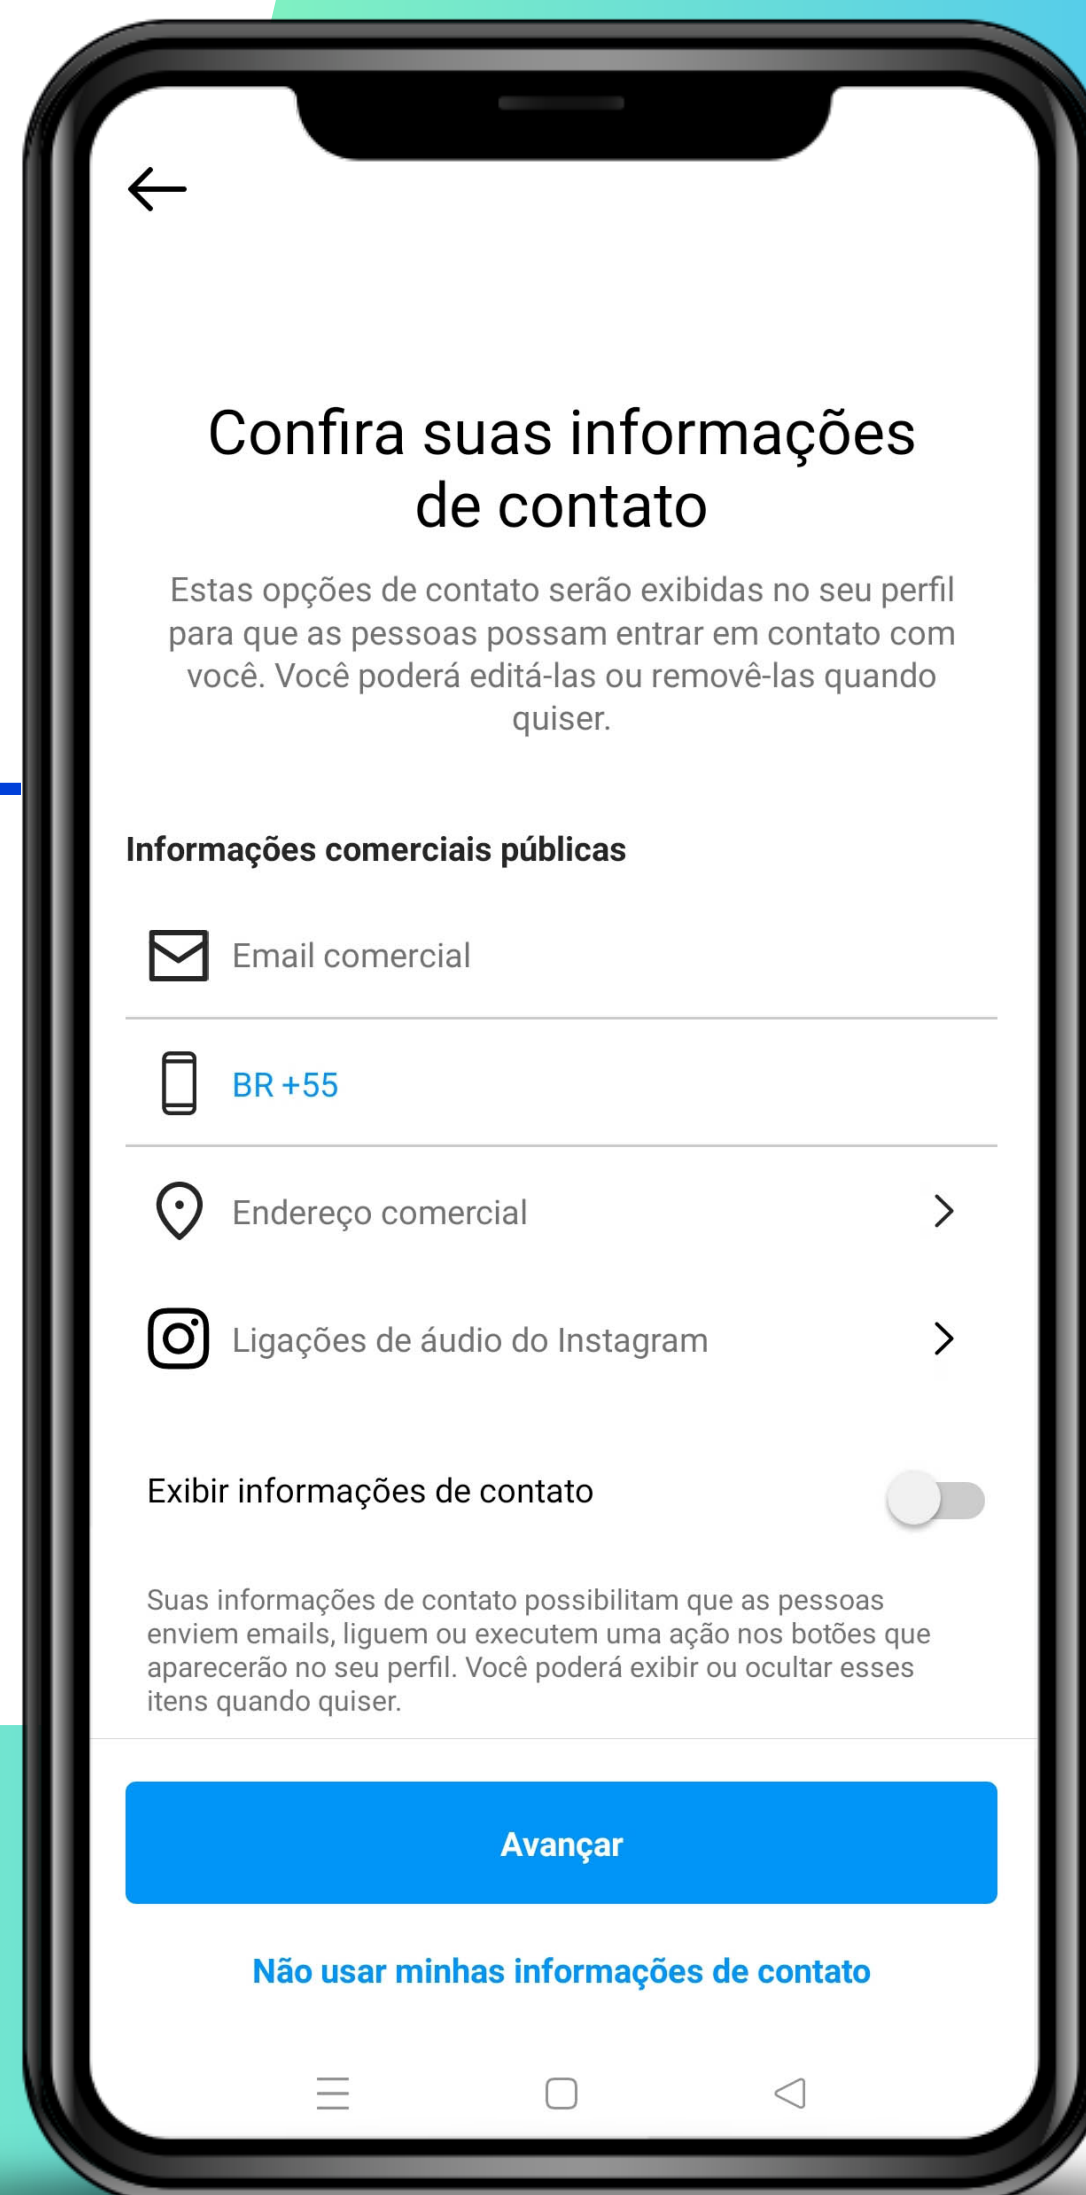 Confira suas informações
de contato
Estas opções de contato serão exibidas no seu perfil
para que as pessoas possam entrar em contato com
você. Você poderá editá-las ou removê-las quando
quiser.
Informações comerciais públicas
Email comercial
BR +55
Endereço comercial
Ligações de áudio do Instagram
Exibir informações de contato
Suas informações de contato possibilitam que as pessoas
enviem emails, liguem ou executem uma ação nos botões que
aparecerão no seu perfil. Você poderá exibir ou ocultar esses
itens quando quiser.
Avançar
Não usar minhas informações de contato